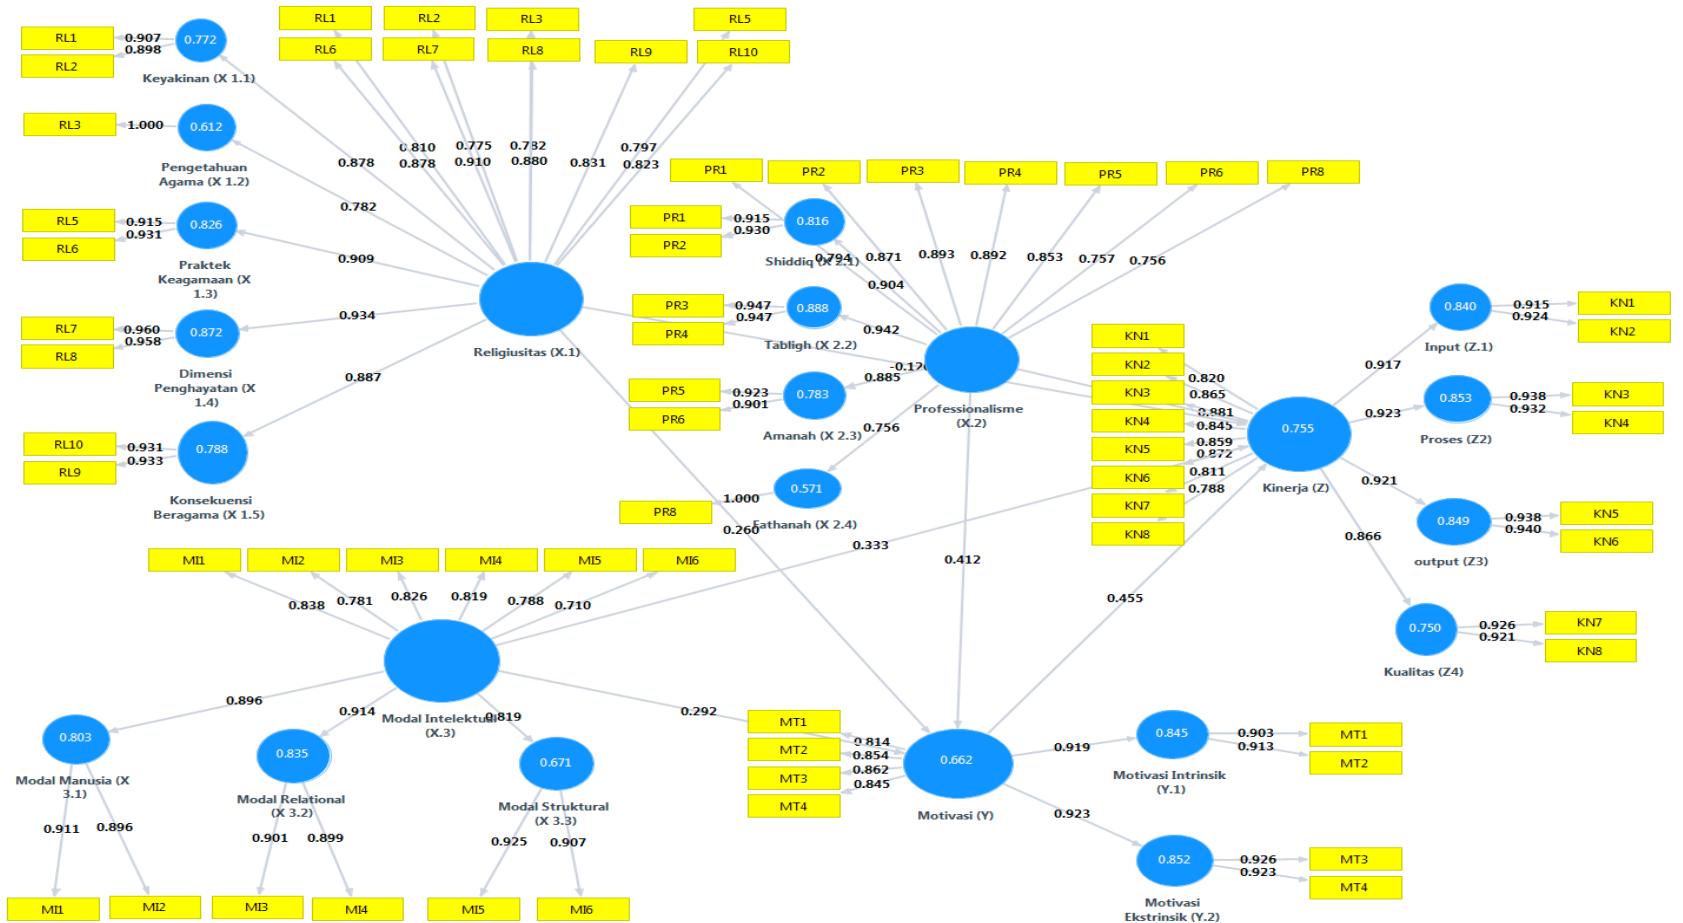 RL1
RL2
RL3
RL5
RL6
RL7
RL8
RL9
RL10
RL1
0.907
0.898
0.772
RL2
Keyakinan (X 1.1)
RL3
1.000
0.612
Pengetahuan
Agama (X 1.2)
RL5
0.915
0.931
0.826
RL6
Praktek
Keagamaan (X
1.3)
RL7
0.960
0.958
0.872
RL8
Dimensi
Penghayatan (X
1.4)
RL10
0.931
0.933
0.788
RL9
Konsekuensi
Beragama (X 1.5)
0.878
0.782
0.909
0.934
0.887
0.810
0.775
0.782
0.797
0.878
0.910
0.880
0.831
0.823
Religiusitas (X.1)
PR1
PR2
PR3
PR4
PR5
PR6
PR8
PR1
0.915
0.930
0.816
PR2
Shiddiq (X 2.1)
0.794
0.871
0.893
0.892
0.853
0.757
0.756
0.904
PR3
0.947
0.947
0.888
PR4
Tabligh (X 2.2)
0.942
0.885
PR5
0.923
0.901
0.783
PR6
Amanah (X 2.3)
0.756
Professionalisme
(X.2)
PR8
1.000
0.571
Fathanah (X 2.4)
0.260
0.333
0.412
0.455
KN1
KN2
KN3
KN4
KN5
KN6
KN7
KN8
0.820
0.865
0.881
0.845
0.859
0.872
0.811
0.788
0.755
Kinerja (Z)
0.917
0.923
0.921
0.866
0.840
Input (Z.1)
0.915
0.924
KN1
KN2
0.853
Proses (Z2)
0.938
0.932
KN3
KN4
0.849
output (Z3)
0.938
0.940
KN5
KN6
0.750
Kualitas (Z4)
0.926
0.921
KN7
KN8
MI1
MI2
MI3
MI4
MI5
MI6
0.838
0.781
0.826
0.819
0.788
0.710
Modal Intelektual
(X.3)
0.896
0.914
0.819
0.292
0.803
Modal Manusia (X
3.1)
0.835
Modal Relational
(X 3.2)
0.671
Modal Struktural
(X 3.3)
0.911
0.896
0.901
0.899
0.925
0.907
MI1
MI2
MI3
MI4
MI5
MI6
MT1
MT2
MT3
MT4
0.814
0.854
0.862
0.845
0.662
Motivasi (Y)
0.919
0.923
0.845
Motivasi Intrinsik
(Y.1)
0.903
0.913
MT1
MT2
0.852
Motivasi
Ekstrinsik (Y.2)
0.926
0.923
MT3
MT4